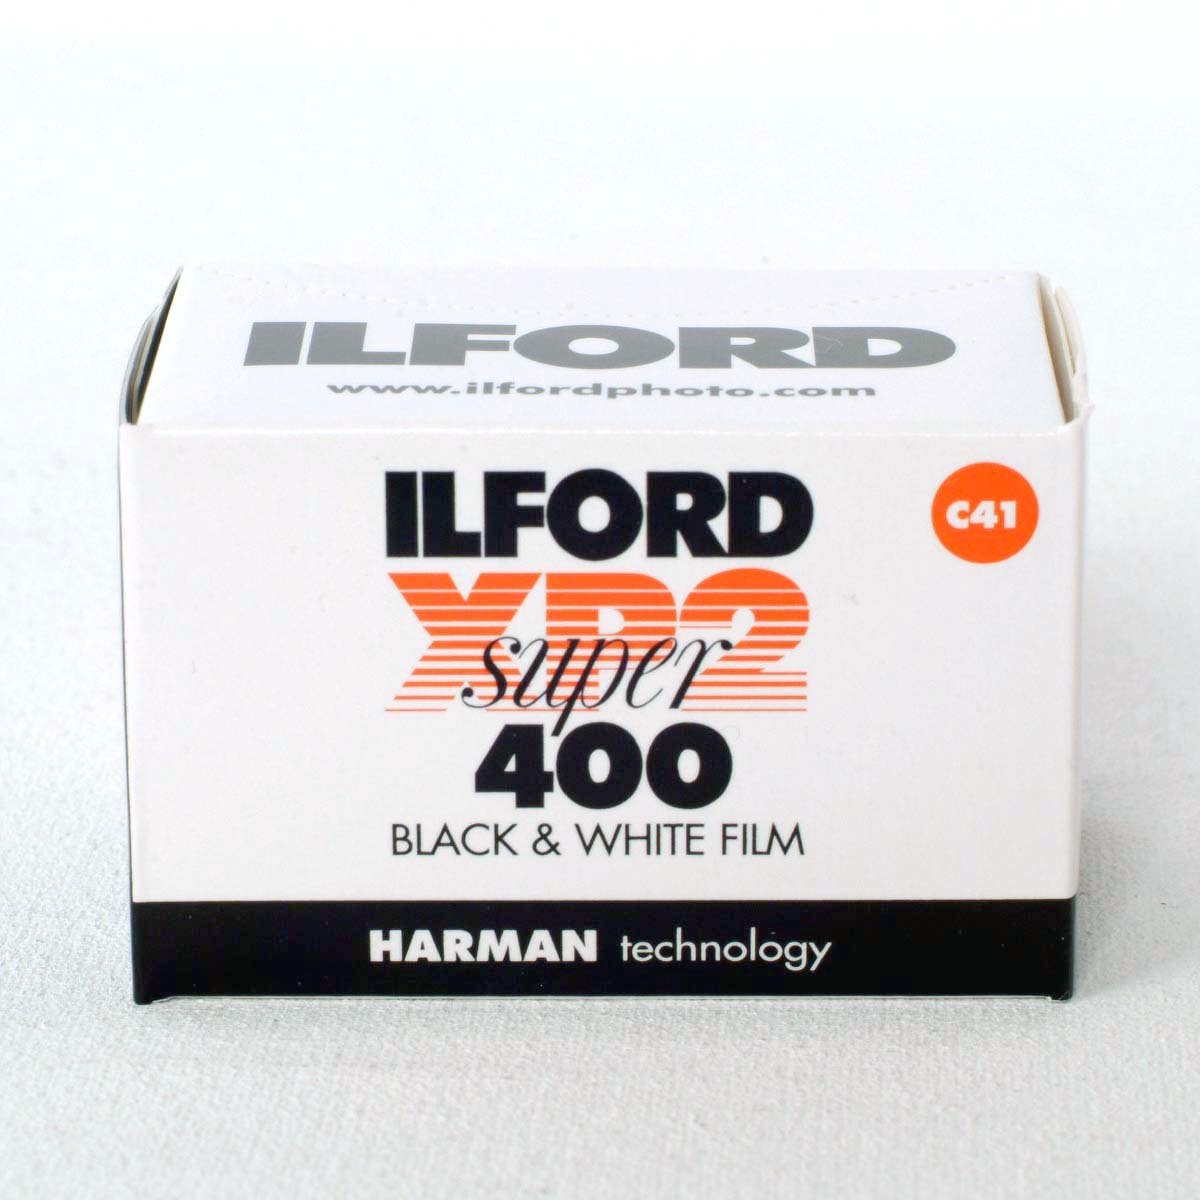 ILFORD
www.ilfordphoto.com
ILFORD
C41
XP2
super
400
BLACK & WHITE FILM
HARMAN technology